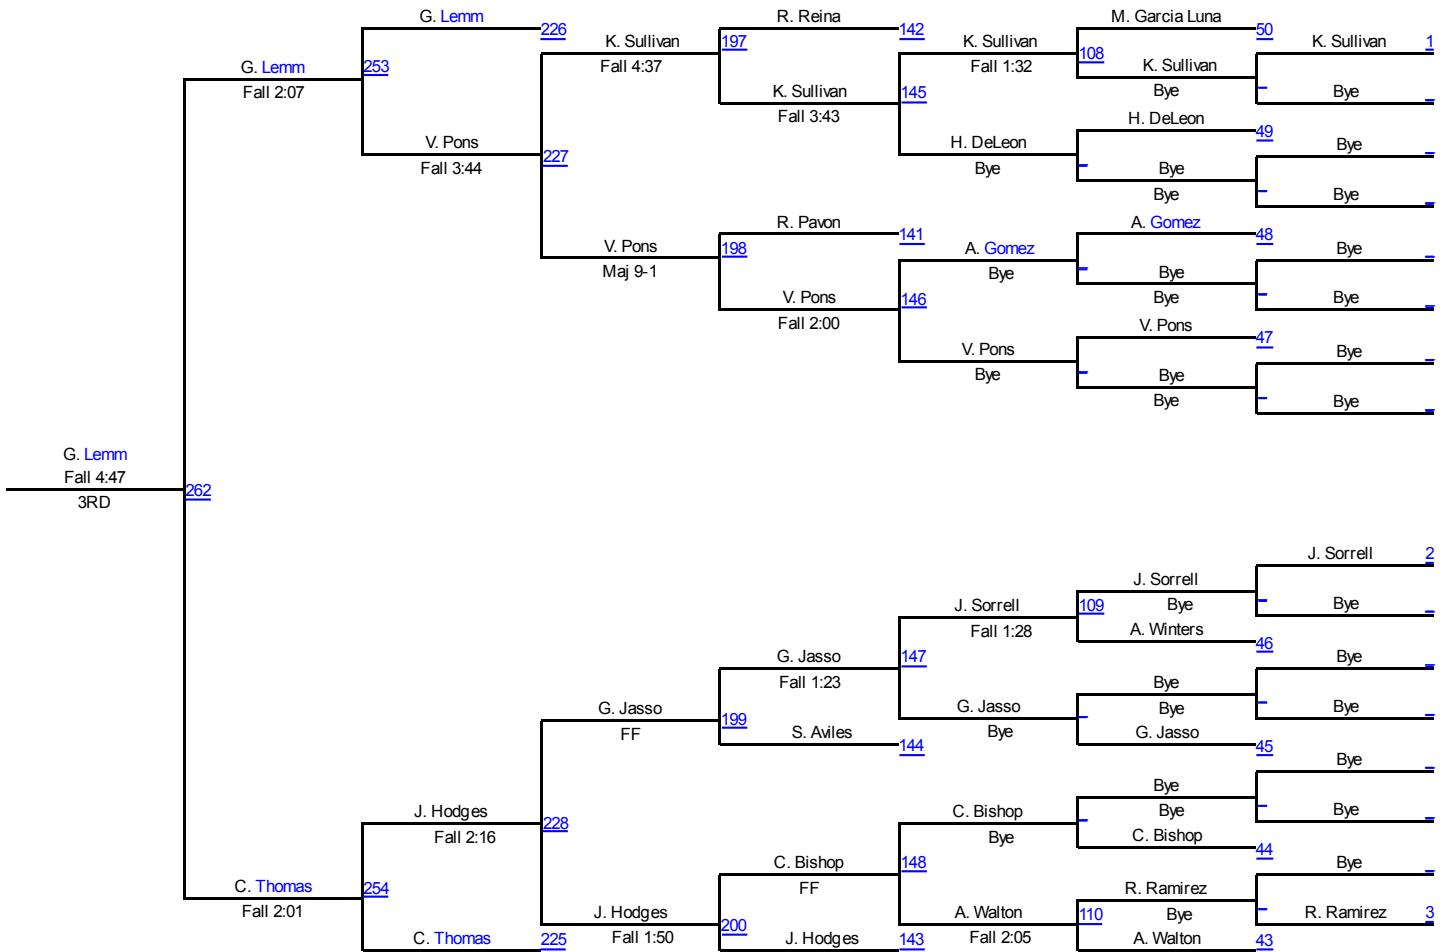 G. Lemm
226
R. Reina
142
M. Garcia Luna
50
K. Sullivan
Fall 4:37
197
K. Sullivan
Fall 1:32
108
K. Sullivan
1
G. Lemm
Fall 2:07
253
K. Sullivan
Bye
Bye
K. Sullivan
Fall 3:43
145
H. DeLeon
49
V. Pons
Fall 3:44
227
H. DeLeon
Bye
Bye
Bye
Bye
Bye
R. Pavon
141
A. Gomez
48
V. Pons
Maj 9-1
198
A. Gomez
Bye
Bye
Bye
Bye
Bye
V. Pons
Fall 2:00
146
V. Pons
47
V. Pons
Bye
Bye
Bye
Bye
Bye
G. Lemm
Fall 4:47
3RD
262
J. Sorrell
2
J. Sorrell
Bye
Bye
J. Sorrell
Fall 1:28
109
A. Winters
46
G. Jasso
Fall 1:23
147
Bye
Bye
Bye
Bye
G. Jasso
FF
199
G. Jasso
Bye
G. Jasso
45
S. Aviles
144
Bye
Bye
Bye
Bye
J. Hodges
Fall 2:16
228
C. Bishop
Bye
C. Bishop
44
C. Bishop
FF
148
Bye
C. Thomas
Fall 2:01
254
R. Ramirez
Bye
R. Ramirez
3
J. Hodges
Fall 1:50
200
A. Walton
Fall 2:05
110
C. Thomas
225
J. Hodges
143
A. Walton
43